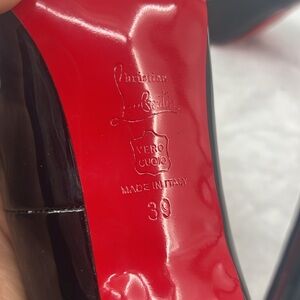 Christian
Louboutin
VERO
CUOIO
MADE IN ITALY
39